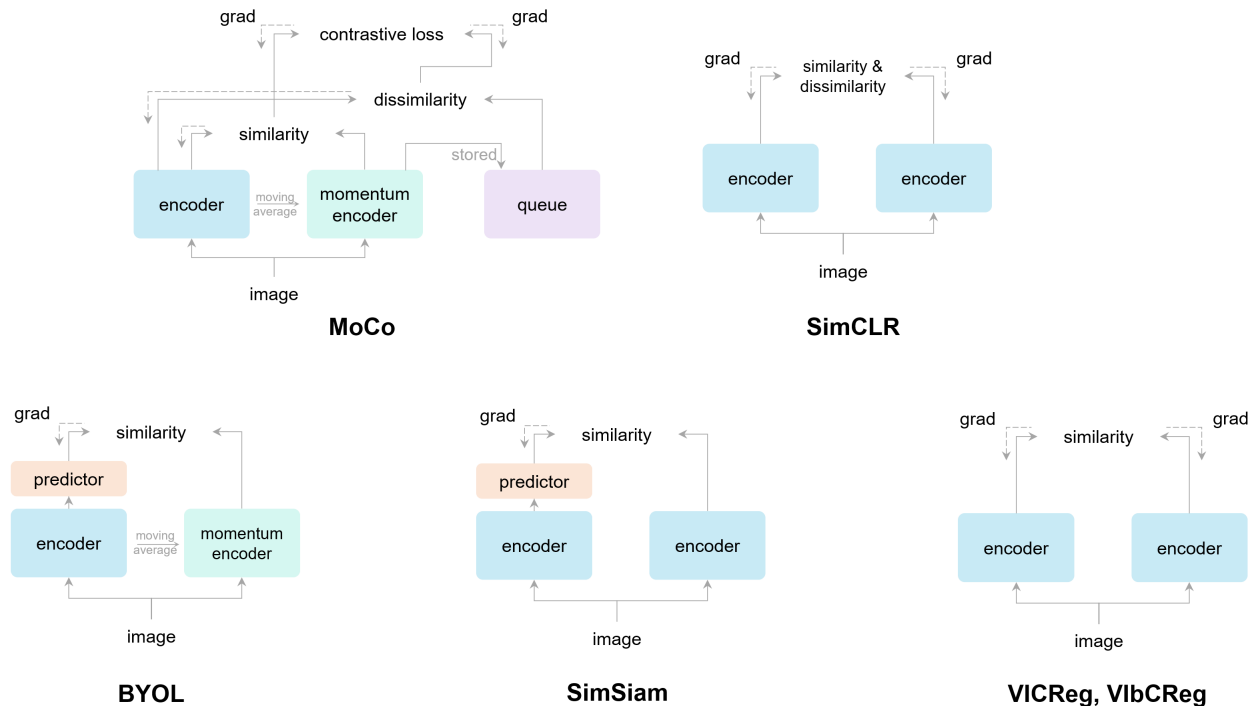 grad
grad
contrastive loss
dissimilarity
similarity
stored
encoder
moving
average
momentum
encoder
queue
image
MoCo
grad
similarity &
dissimilarity
grad
encoder
encoder
image
SimCLR
grad
similarity
predictor
encoder
moving
average
momentum
encoder
image
BYOL
grad
similarity
predictor
encoder
encoder
image
SimSiam
grad
grad
similarity
encoder
encoder
image
VICReg, VIbCReg